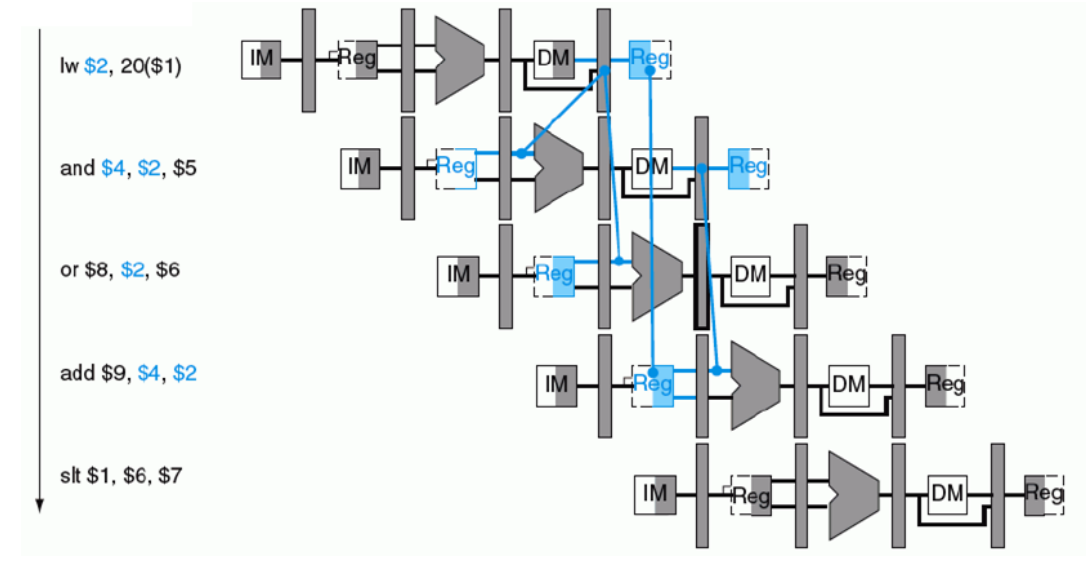 IM Reg DM Reg
lw $2, 20($1)
IM Reg DM Reg
and $4, $2, $5
IM Reg DM Reg
or $8, $2, $6
IM Reg DM Reg
add $9, $4, $2
IM Reg DM Reg
slt $1, $6, $7